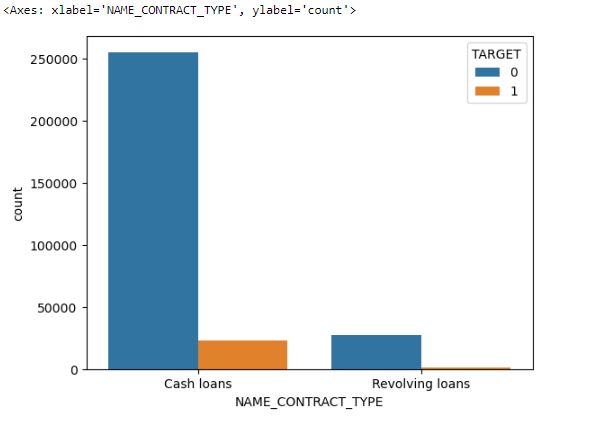 <Axes: xlabel='NAME_CONTRACT_TYPE', ylabel='count'>
TARGET
0
1
250000
200000
150000
100000
50000
0
count
Cash loans
Revolving loans
NAME_CONTRACT_TYPE